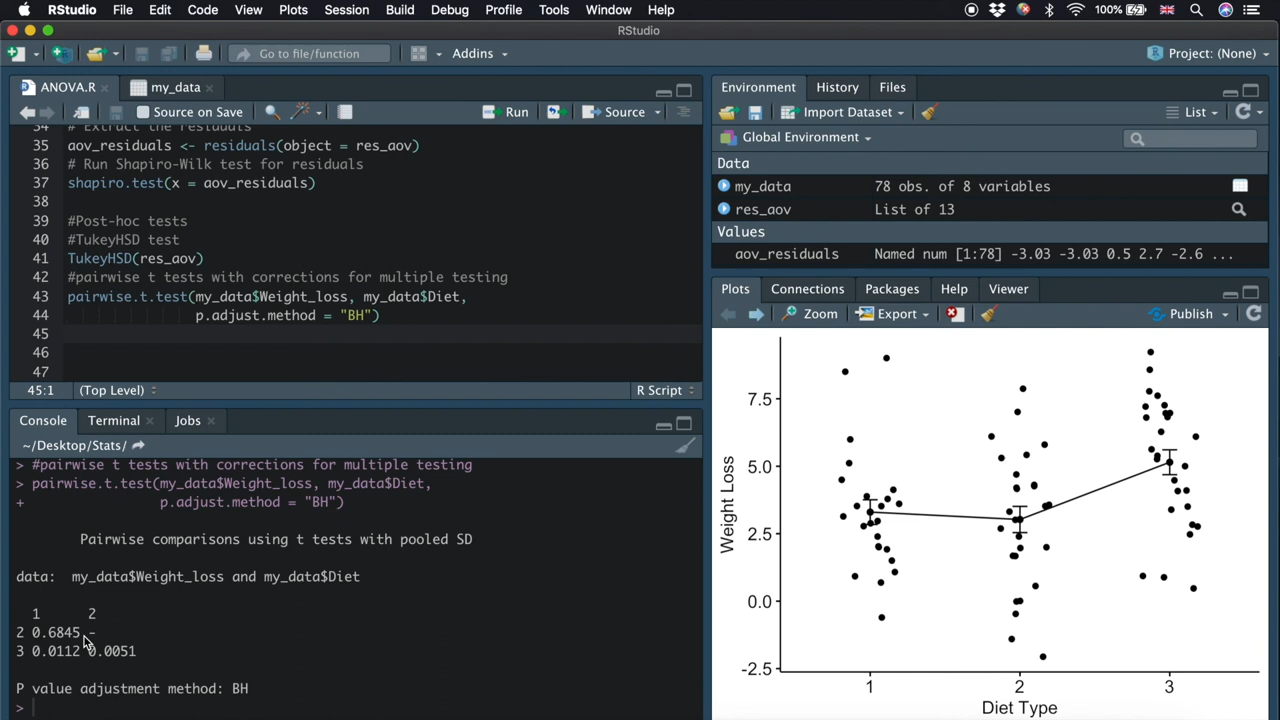 RStudio File Edit Code View Plots Session Build Debug Profile Tools Window Help 100%
RStudio
Go to file/function Addins Project: (None)
ANOVA.R my_data
Source on Save Run Source
34 # Extract the residuals
35 aov_residuals <- residuals(object = res_aov)
36 # Run Shapiro-Wilk test for residuals
37 shapiro.test(x = aov_residuals)
38
39 #Post-hoc tests
40 #TukeyHSD test
41 TukeyHSD(res_aov)
42 #pairwise t tests with corrections for multiple testing
43 pairwise.t.test(my_data$Weight_loss, my_data$Diet,
44 p.adjust.method = "BH")
45
46
47
45:1 (Top Level) R Script
Console Terminal Jobs
~/Desktop/Stats/
> #pairwise t tests with corrections for multiple testing
> pairwise.t.test(my_data$Weight_loss, my_data$Diet,
+ p.adjust.method = "BH")
Pairwise comparisons using t tests with pooled SD
data: my_data$Weight_loss and my_data$Diet
1 2
2 0.6845 -
3 0.0112 0.0051
P value adjustment method: BH
>
Environment History Files
Import Dataset List
Global Environment
Data
my_data 78 obs. of 8 variables
res_aov List of 13
Values
aov_residuals Named num [1:78] -3.03 -3.03 0.5 2.7 -2.6 ...
Plots Connections Packages Help Viewer
Zoom Export Publish
Weight Loss
7.5
5.0
2.5
0.0
-2.5
1 2 3
Diet Type